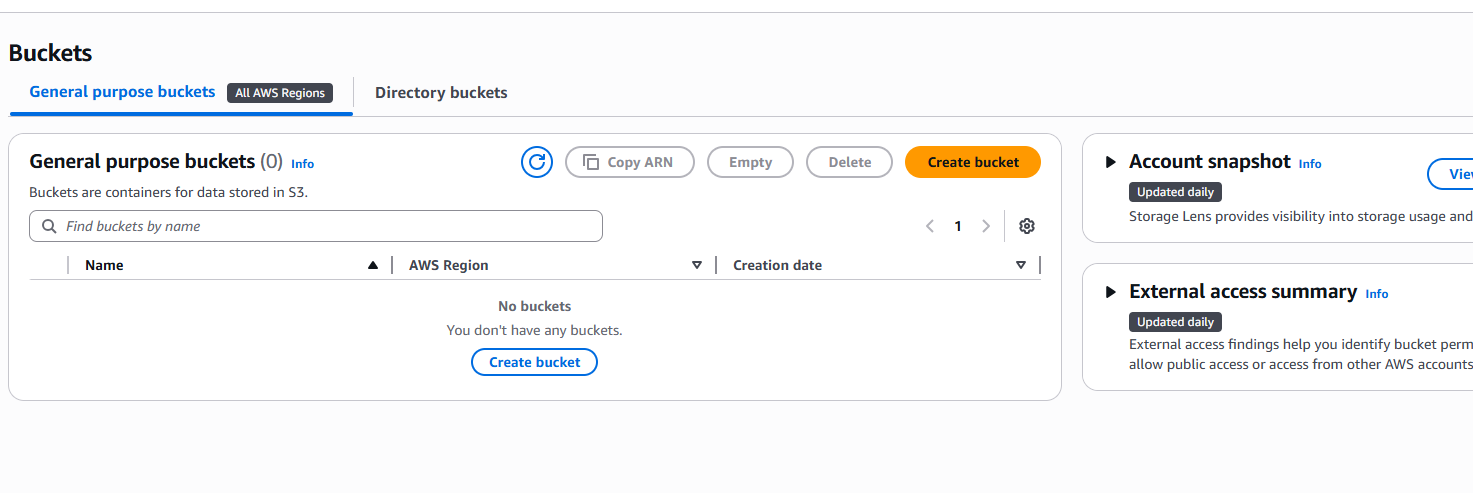 Buckets
General purpose buckets All AWS Regions Directory buckets
General purpose buckets (0) Info
Copy ARN Empty Delete Create bucket
Buckets are containers for data stored in S3.
Find buckets by name
1
Name AWS Region Creation date
No buckets
You don't have any buckets.
Create bucket
Account snapshot Info
View
Updated daily
Storage Lens provides visibility into storage usage and
External access summary Info
Updated daily
External access findings help you identify bucket
allow public access or access from other AWS accounts